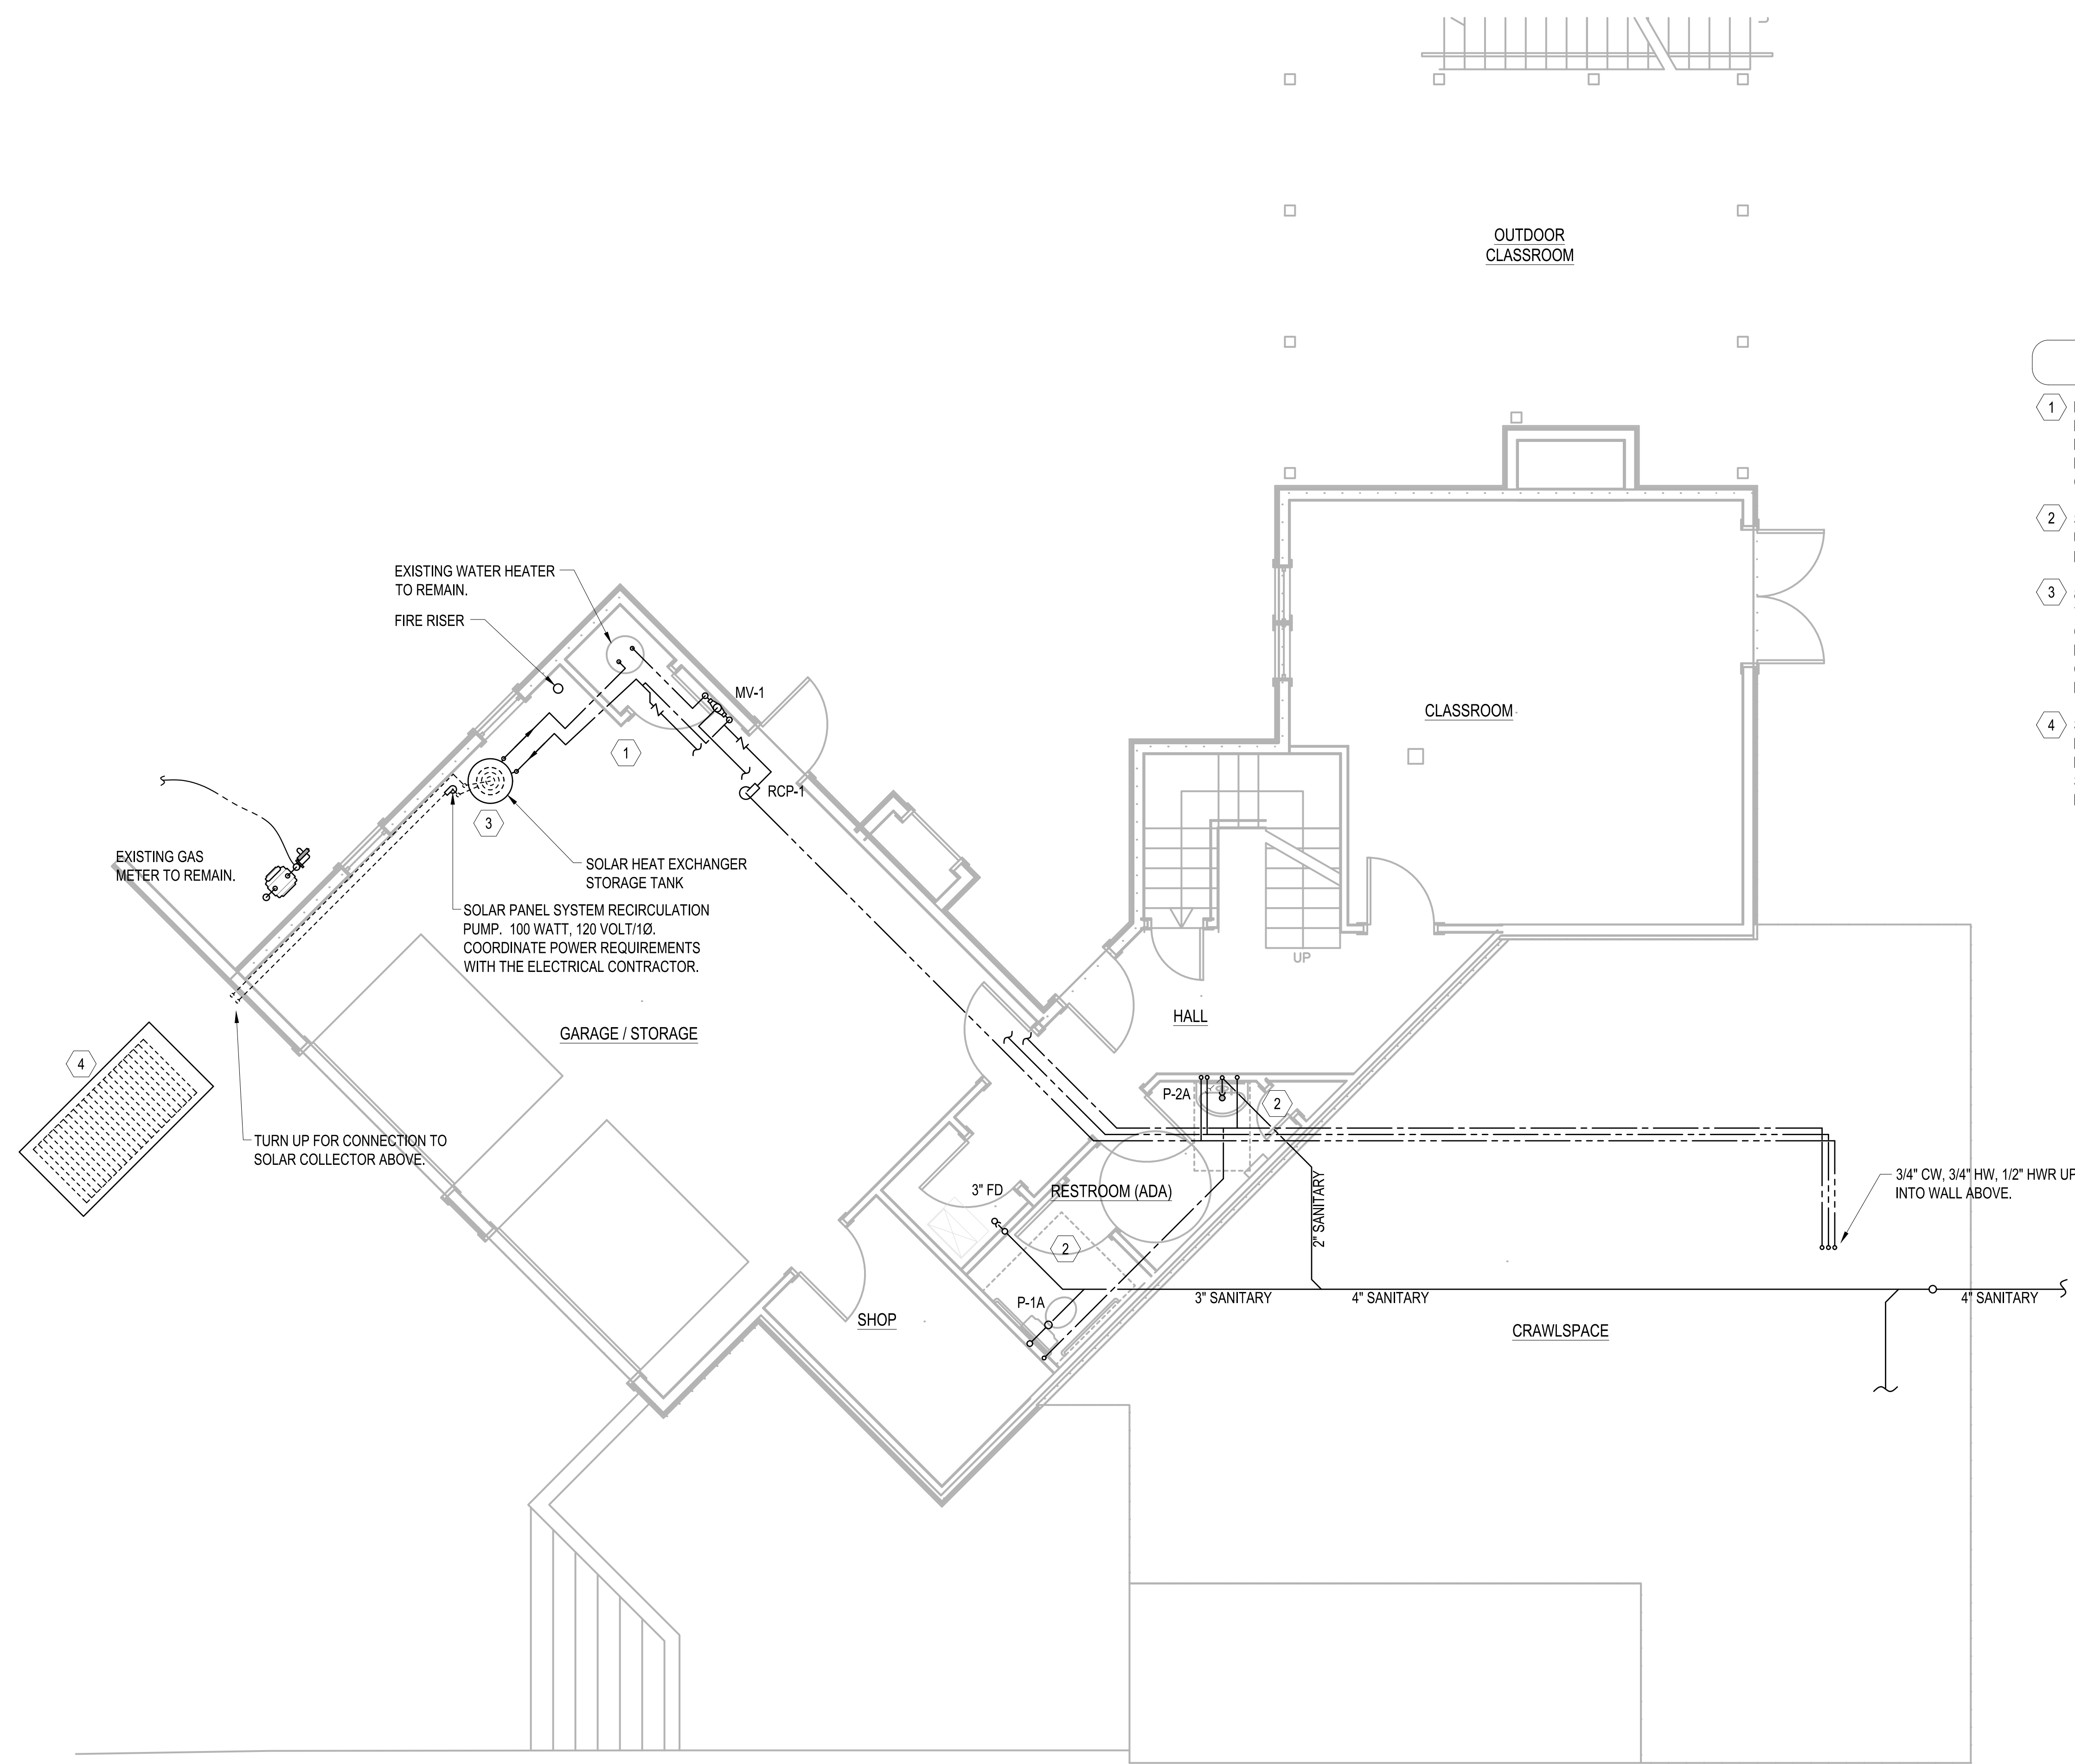 OUTDOOR
CLASSROOM
1
2
3
4
EXISTING WATER HEATER
TO REMAIN.
FIRE RISER
MV-1
1
RCP-1
3
CLASSROOM
EXISTING GAS
METER TO REMAIN.
SOLAR HEAT EXCHANGER
STORAGE TANK
SOLAR PANEL SYSTEM RECIRCULATION
PUMP. 100 WATT, 120 VOLT/1Ø.
COORDINATE POWER REQUIREMENTS
WITH THE ELECTRICAL CONTRACTOR.
UP
HALL
GARAGE / STORAGE
4
P-2A
2
TURN UP FOR CONNECTION TO
SOLAR COLLECTOR ABOVE.
3" FD
RESTROOM (ADA)
2" SANITARY
3/4" CW, 3/4" HW, 1/2" HWR UP
INTO WALL ABOVE.
2
P-1A
3" SANITARY
4" SANITARY
4" SANITARY
SHOP
CRAWLSPACE